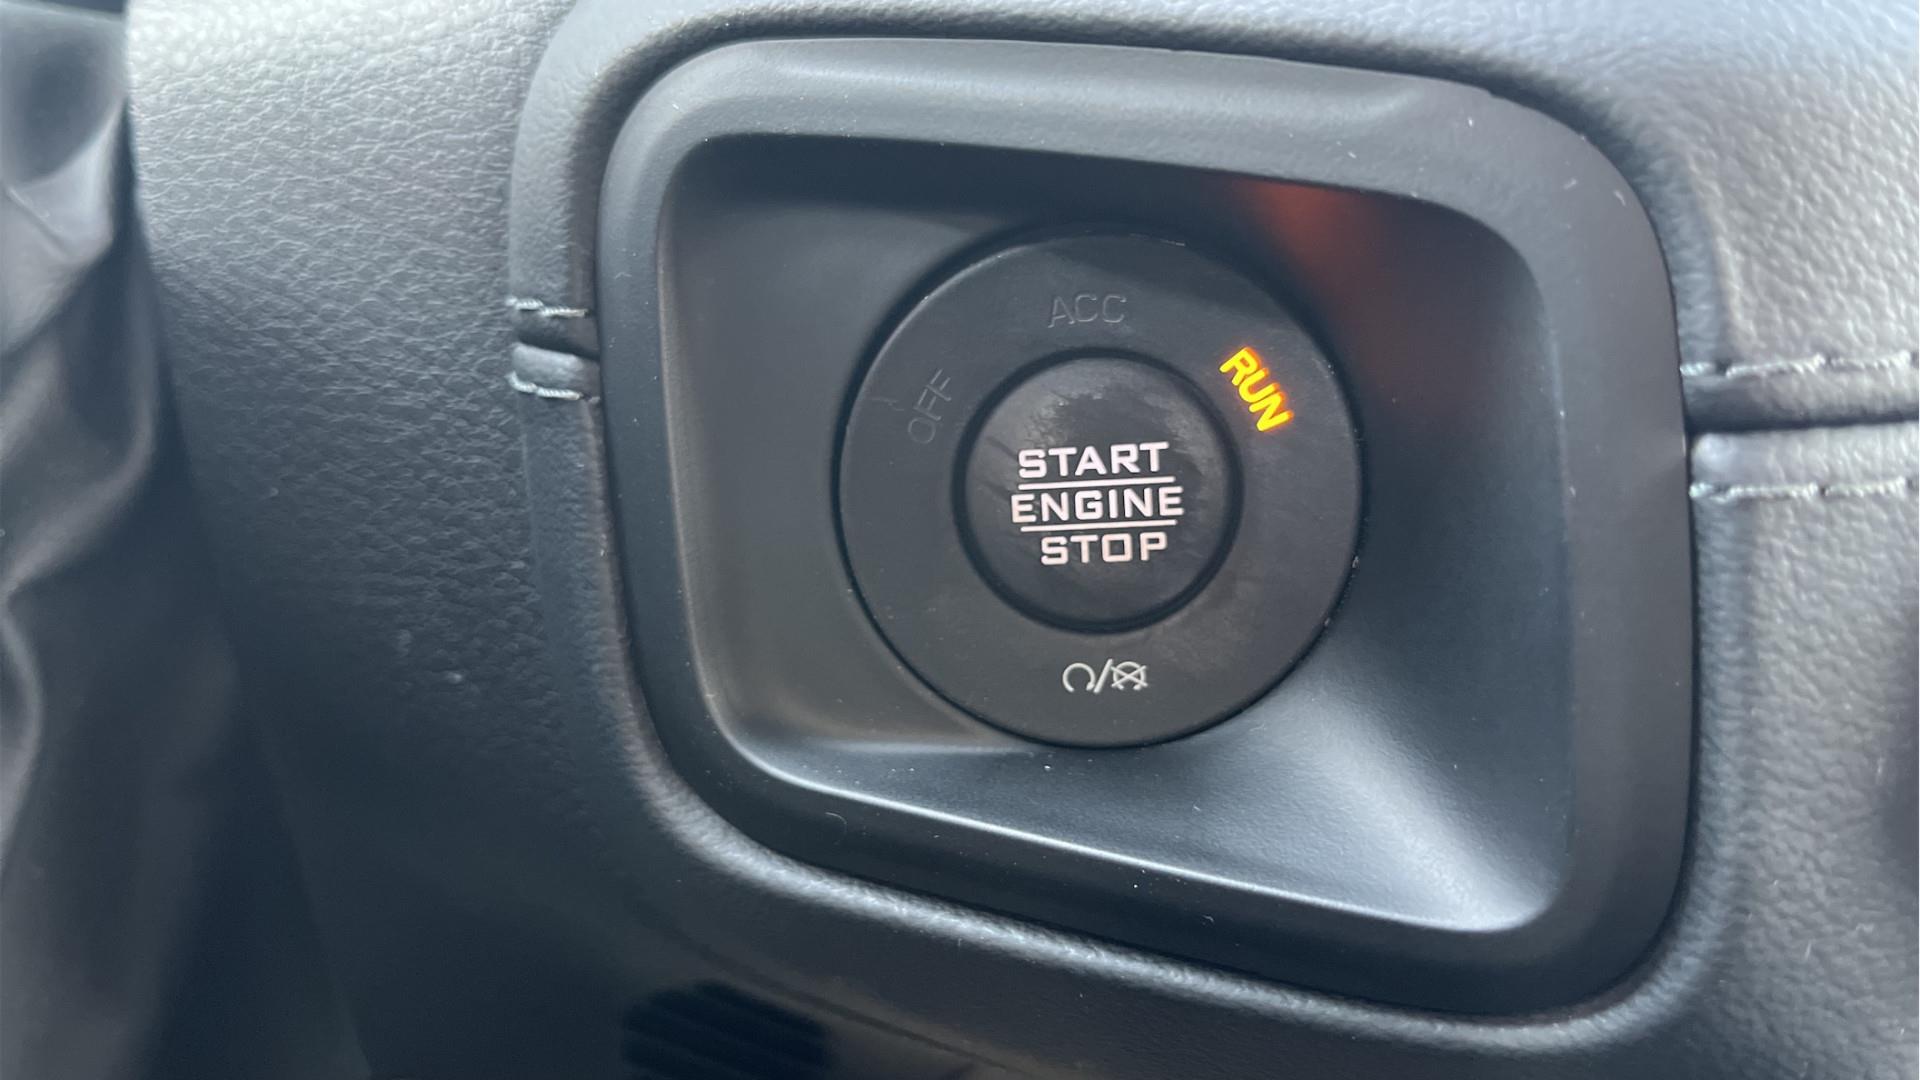 ACC
OFF
RUN
START
ENGINE
STOP